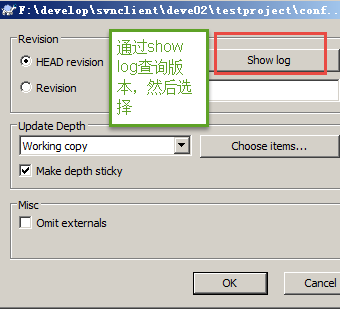 F:\develop\svnclient\deve02\testproject\conf...
Revision
HEAD revision
Show log
Revision
通过show
log查询版
本，然后选
择
Update Depth
Working copy
Choose items...
Make depth sticky
Misc
Omit externals
OK
Cancel